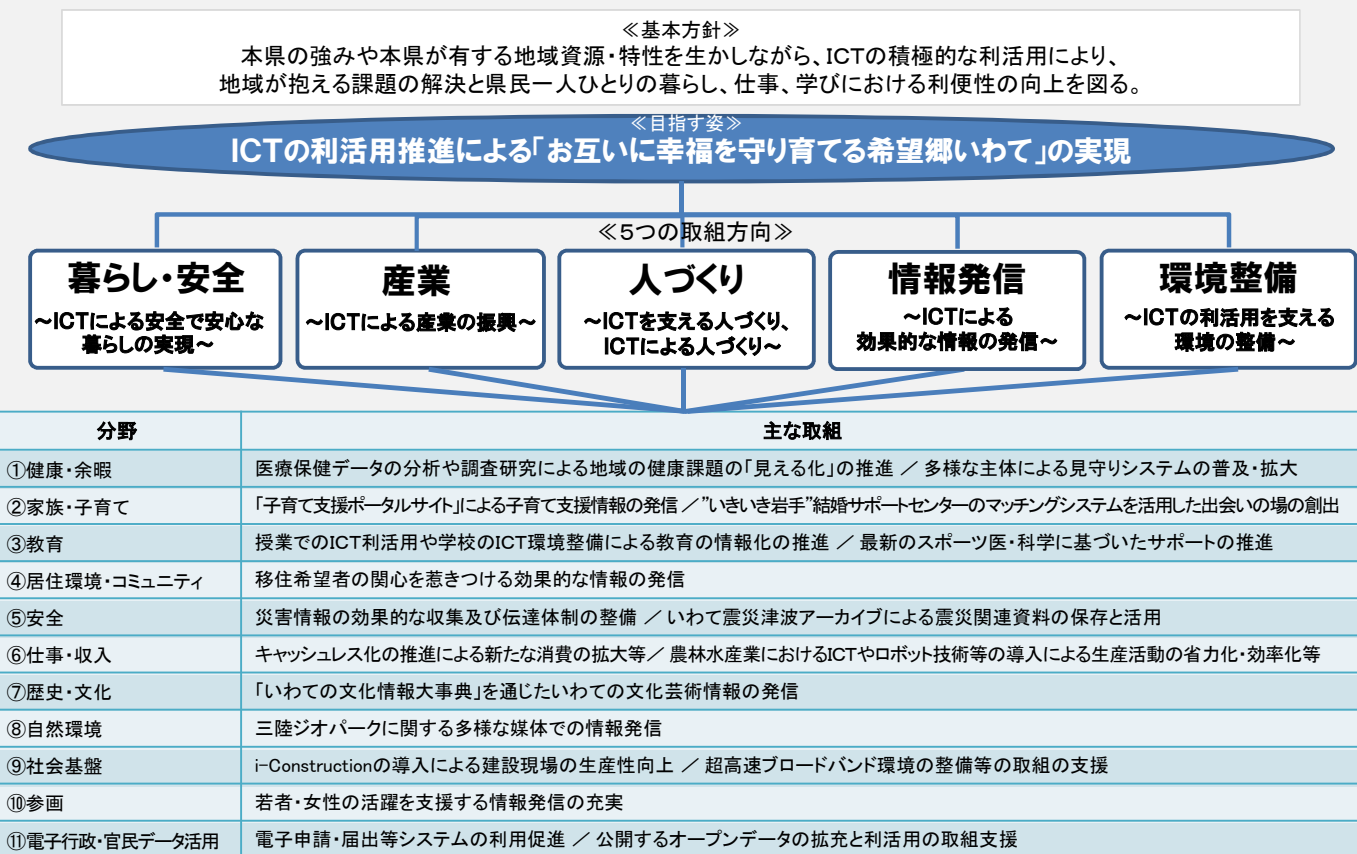 ≪基本方針≫
本県の強みや本県が有する地域資源・特性を生かしながら、ICTの積極的な利活用により、
地域が抱える課題の解決と県民一人ひとりの暮らし、仕事、学びにおける利便性の向上を図る。
≪目指す姿≫
ICTの利活用推進による「お互いに幸福を守り育てる希望郷いわて」の実現
≪5つの取組方向≫
暮らし・安全
~ICTによる安全で安心な
暮らしの実現~
産業
~ICTによる産業の振興~
人づくり
~ICTを支える人づくり、
ICTによる人づくり~
情報発信
~ICTによる
効果的な情報の発信~
環境整備
~ICTの利活用を支える
環境の整備~
分野 主な取組
①健康・余暇 医療保健データの分析や調査研究による地域の健康課題の「見える化」の推進 / 多様な主体による見守りシステムの普及・拡大
②家族・子育て 「子育て支援ポータルサイト」による子育て支援情報の発信 /”いきいき岩手”結婚サポートセンターのマッチングシステムを活用した出会いの場の創出
③教育 授業でのICT利活用や学校のICT環境整備による教育の情報化の推進 / 最新のスポーツ医・科学に基づいたサポートの推進
④居住環境・コミュニティ 移住希望者の関心を惹きつける効果的な情報の発信
⑤安全 災害情報の効果的な収集及び伝達体制の整備 / いわて震災津波アーカイブによる震災関連資料の保存と活用
⑥仕事・収入 キャッシュレス化の推進による新たな消費の拡大等/ 農林水産業におけるICTやロボット技術等の導入による生産活動の省力化・効率化等
⑦歴史・文化 「いわての文化情報大事典」を通じたいわての文化芸術情報の発信
⑧自然環境 三陸ジオパークに関する多様な媒体での情報発信
⑨社会基盤 i-Constructionの導入による建設現場の生産性向上 / 超高速ブロードバンド環境の整備等の取組の支援
⑩参画 若者・女性の活躍を支援する情報発信の充実
⑪電子行政・官民データ活用 電子申請・届出等システムの利用促進 / 公開するオープンデータの拡充と利活用の取組支援